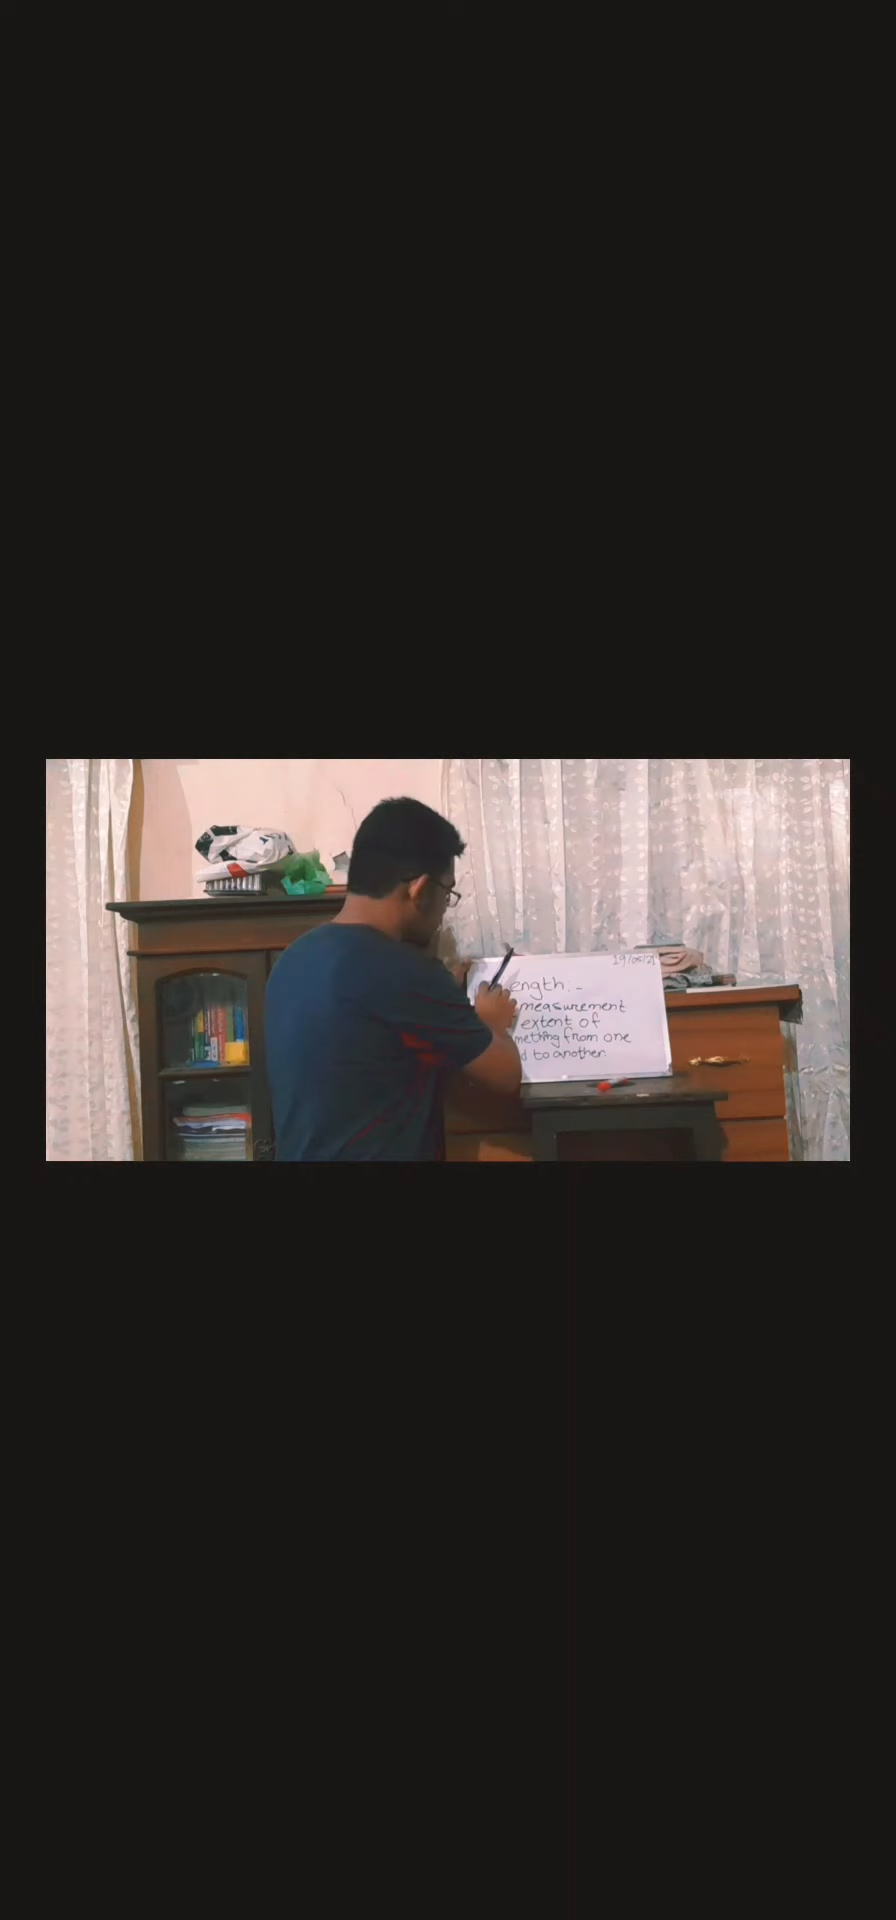 19/05/21
ength:-
measurement
extent of
mething from one
d to another.